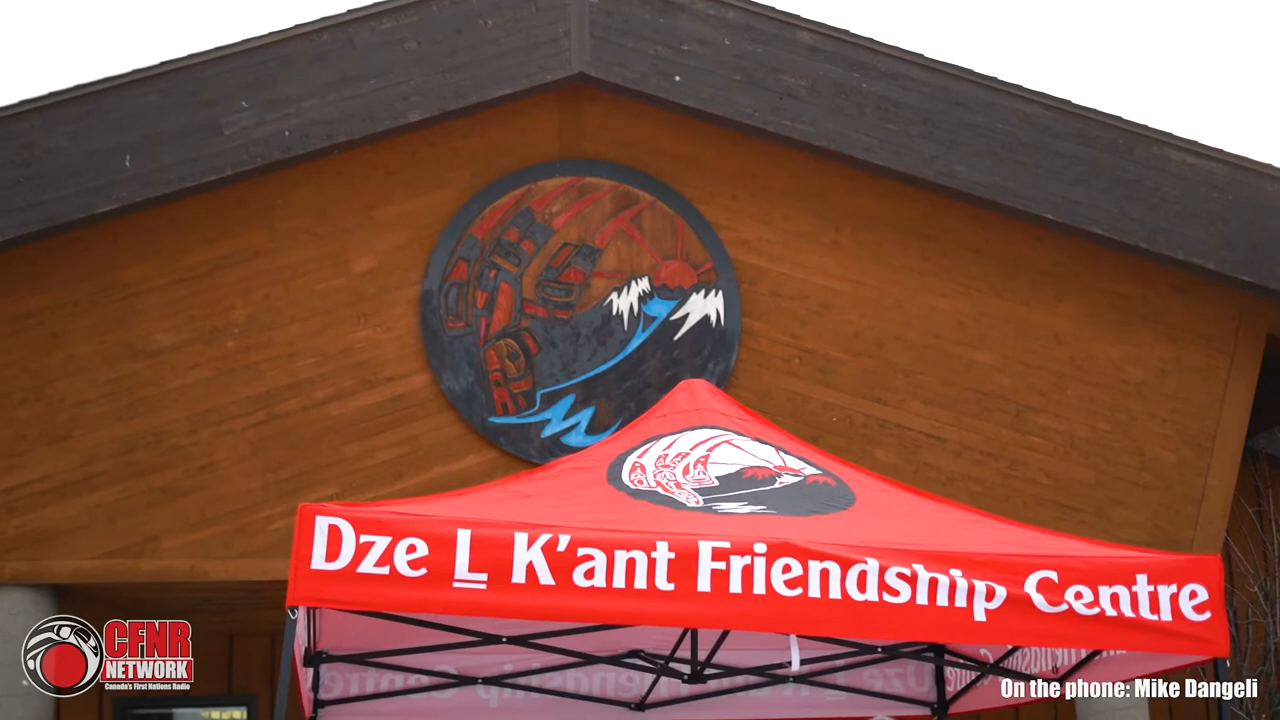 Dze L̲ K'ant Friendship Centre
CFNR
NETWORK
Canada's First Nations Radio
On the phone: Mike Dangeli